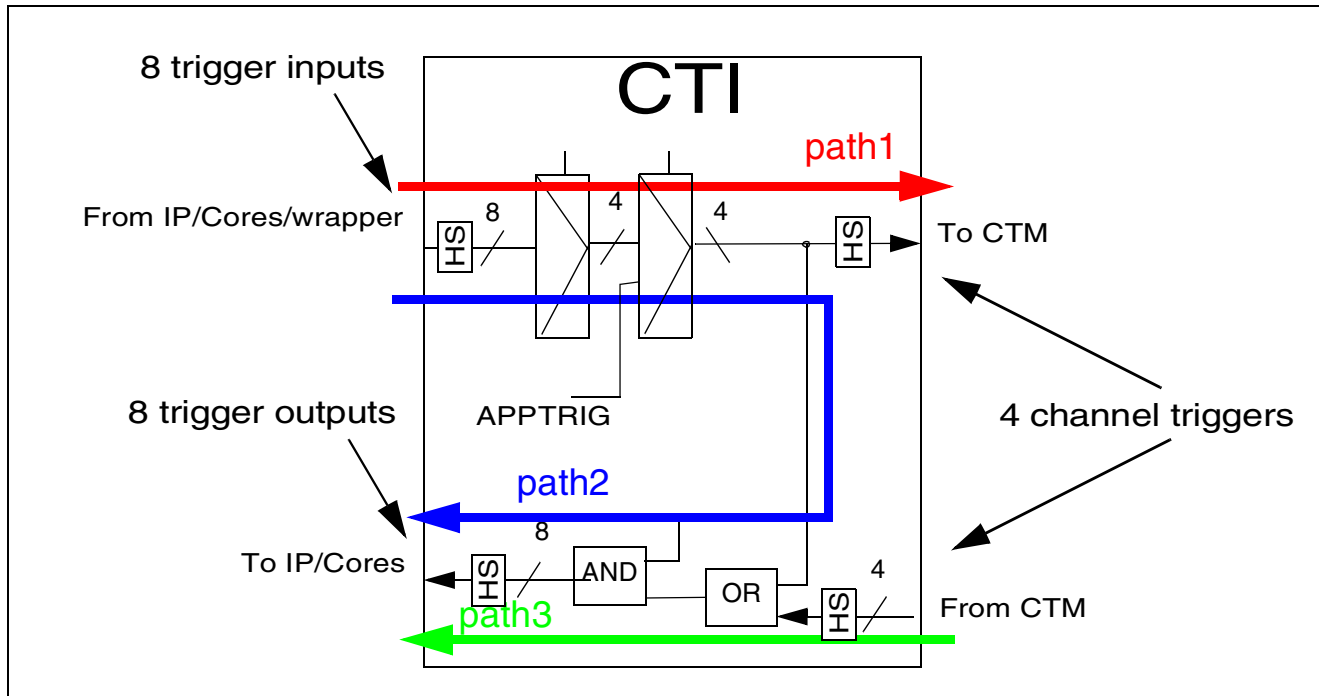 8 trigger inputs
CTI
path1
From IP/Cores/wrapper
HS
8
4
4
HS
To CTM
APPTRIG
8 trigger outputs
4 channel triggers
path2
To IP/Cores
HS
8
AND
OR
HS
4
From CTM
path3